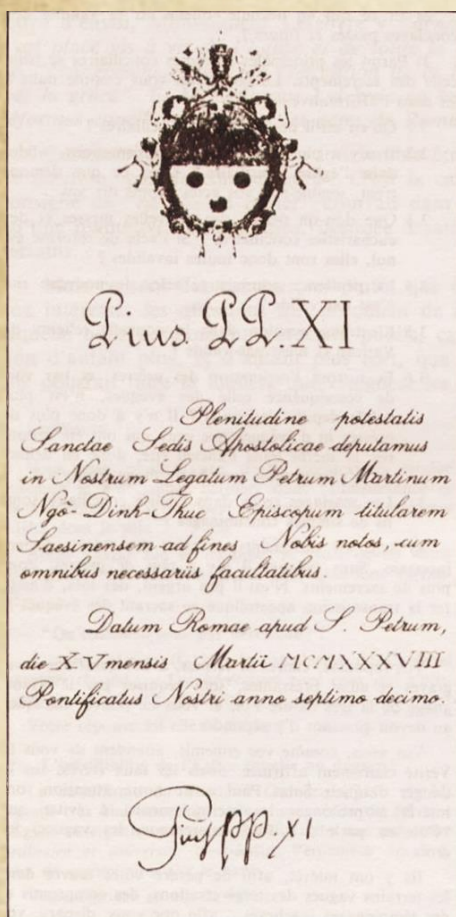 Pius PP. XI
Plenitudine potestatis
Sanctae Sedis Apostolicae deputamus
in Nostrum Legatum Petrum Martinum
Ngô-Dinh-Thuc Episcopum titularem
Saesinensem ad fines Nobis notos, cum
omnibus necessariis facultatibus.
Datum Romae apud S. Petrum,
die X V mensis Martii MCMXXXVIII
Pontificatus Nostri anno septimo decimo.
Pius PP. XI